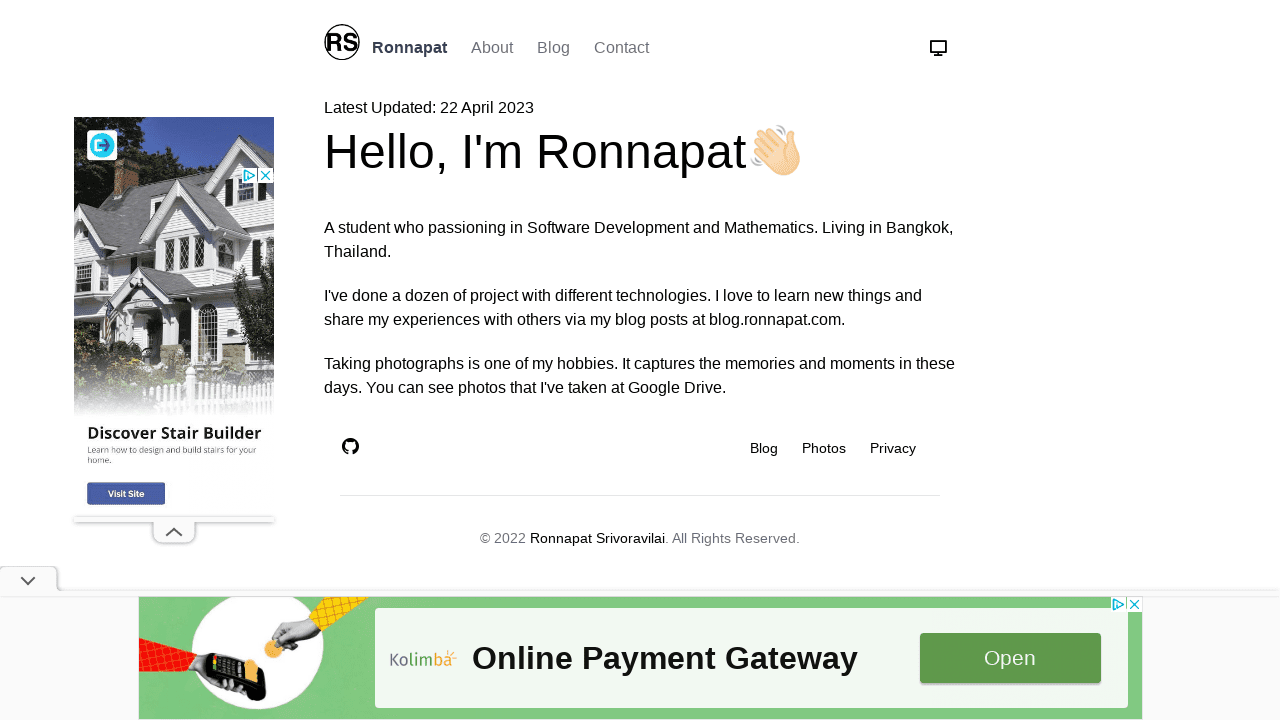 RS
Ronnapat About Blog Contact
Latest Updated: 22 April 2023
Hello, I'm Ronnapat
A student who passioning in Software Development and Mathematics. Living in Bangkok,
Thailand.
I've done a dozen of project with different technologies. I love to learn new things and
share my experiences with others via my blog posts at blog.ronnapat.com.
Taking photographs is one of my hobbies. It captures the memories and moments in these
days. You can see photos that I've taken at Google Drive.
Discover Stair Builder
Learn how to design and build stairs for your
home.
Visit Site
Blog Photos Privacy
© 2022 Ronnapat Srivoravilai. All Rights Reserved.
Kolimba
Online Payment Gateway
Open